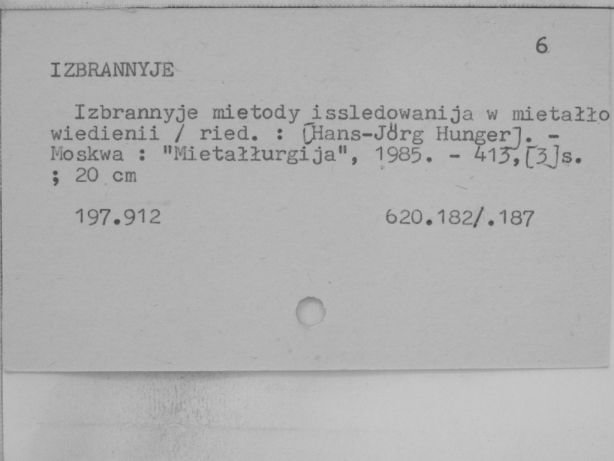 6
IZBRANNYJE
Izbrannyje mietody issledowanija w mietałło
wiedienii / ried. : [Hans-Jörg Hunger]. -
Moskwa : "Mietałłurgija", 1985. - 413,[3]s.
; 20 cm
197.912 620.182/.187